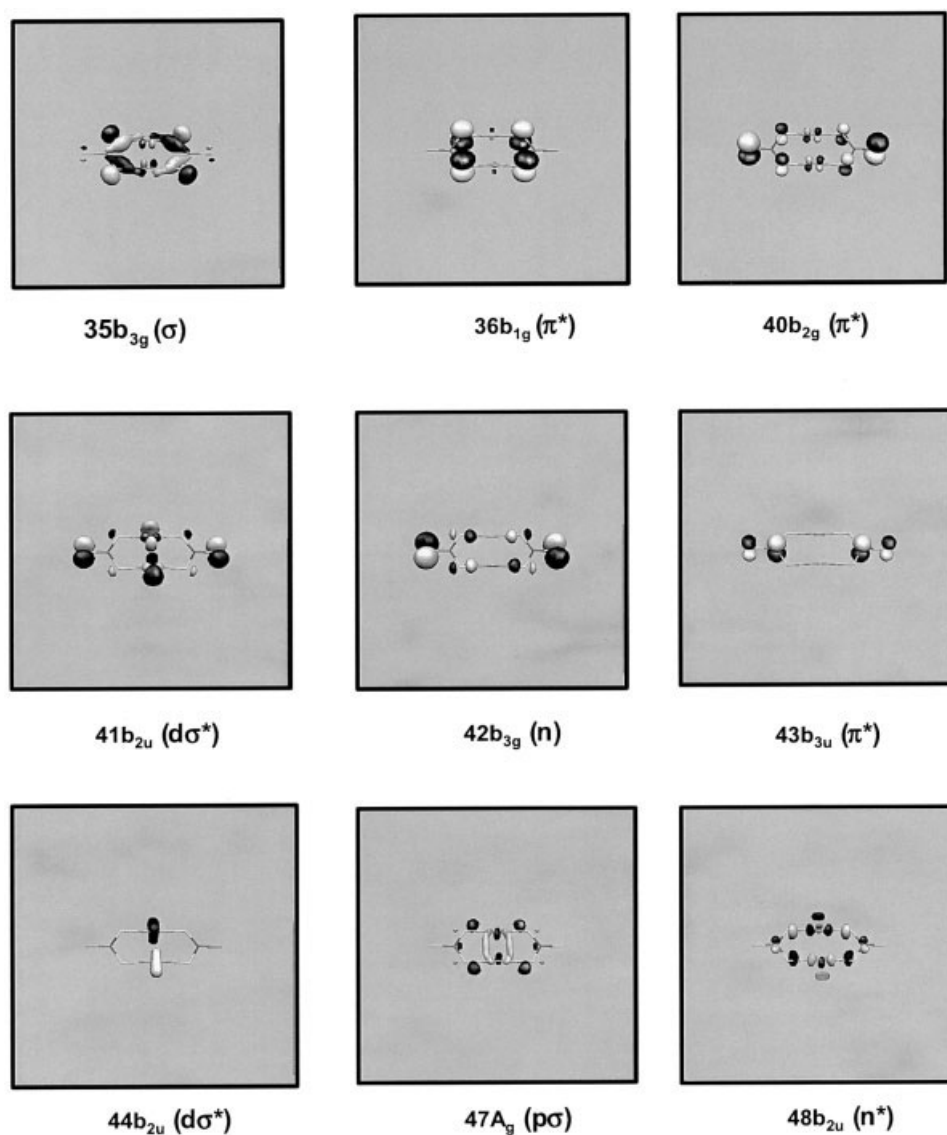 35b₃g (σ) 36b₁g (π*) 40b₂g (π*)
41b₂u (dσ*) 42b₃g (n) 43b₃u (π*)
44b₂u (dσ*) 47Ag (pσ) 48b₂u (n*)